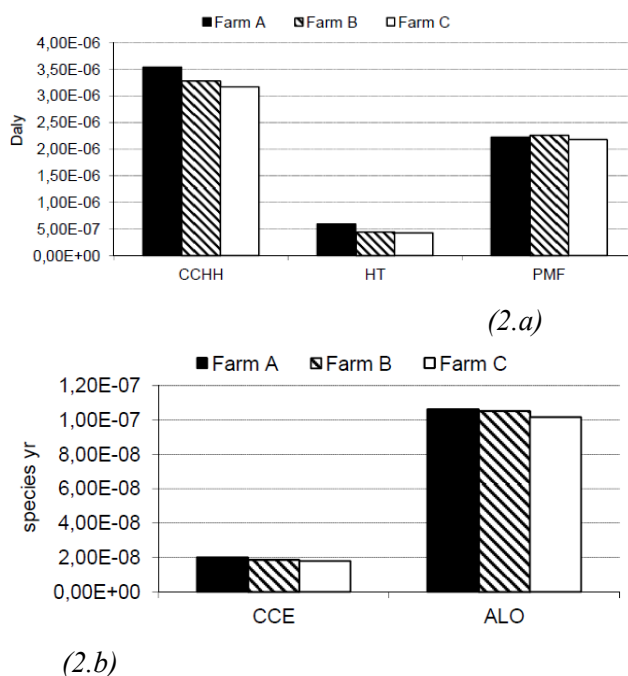 Farm A Farm B Farm C
4,00E-06
3,50E-06
3,00E-06
2,50E-06
2,00E-06
1,50E-06
1,00E-06
5,00E-07
0,00E+00
Daly
CCHH HT PMF
(2.a)
Farm A Farm B Farm C
1,20E-07
1,00E-07
8,00E-08
6,00E-08
4,00E-08
2,00E-08
0,00E+00
species yr
CCE ALO
(2.b)